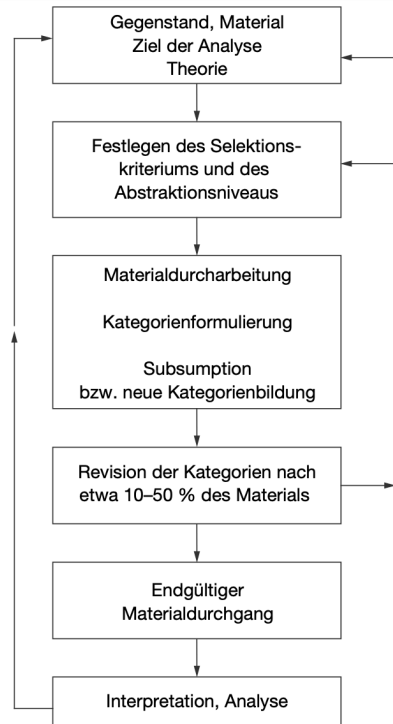 Gegenstand, Material
Ziel der Analyse
Theorie
Festlegen des Selektions-
kriteriums und des
Abstraktionsniveaus
Materialdurcharbeitung
Kategorienformulierung
Subsumption
bzw. neue Kategorienbildung
Revision der Kategorien nach
etwa 10–50 % des Materials
Endgültiger
Materialdurchgang
Interpretation, Analyse